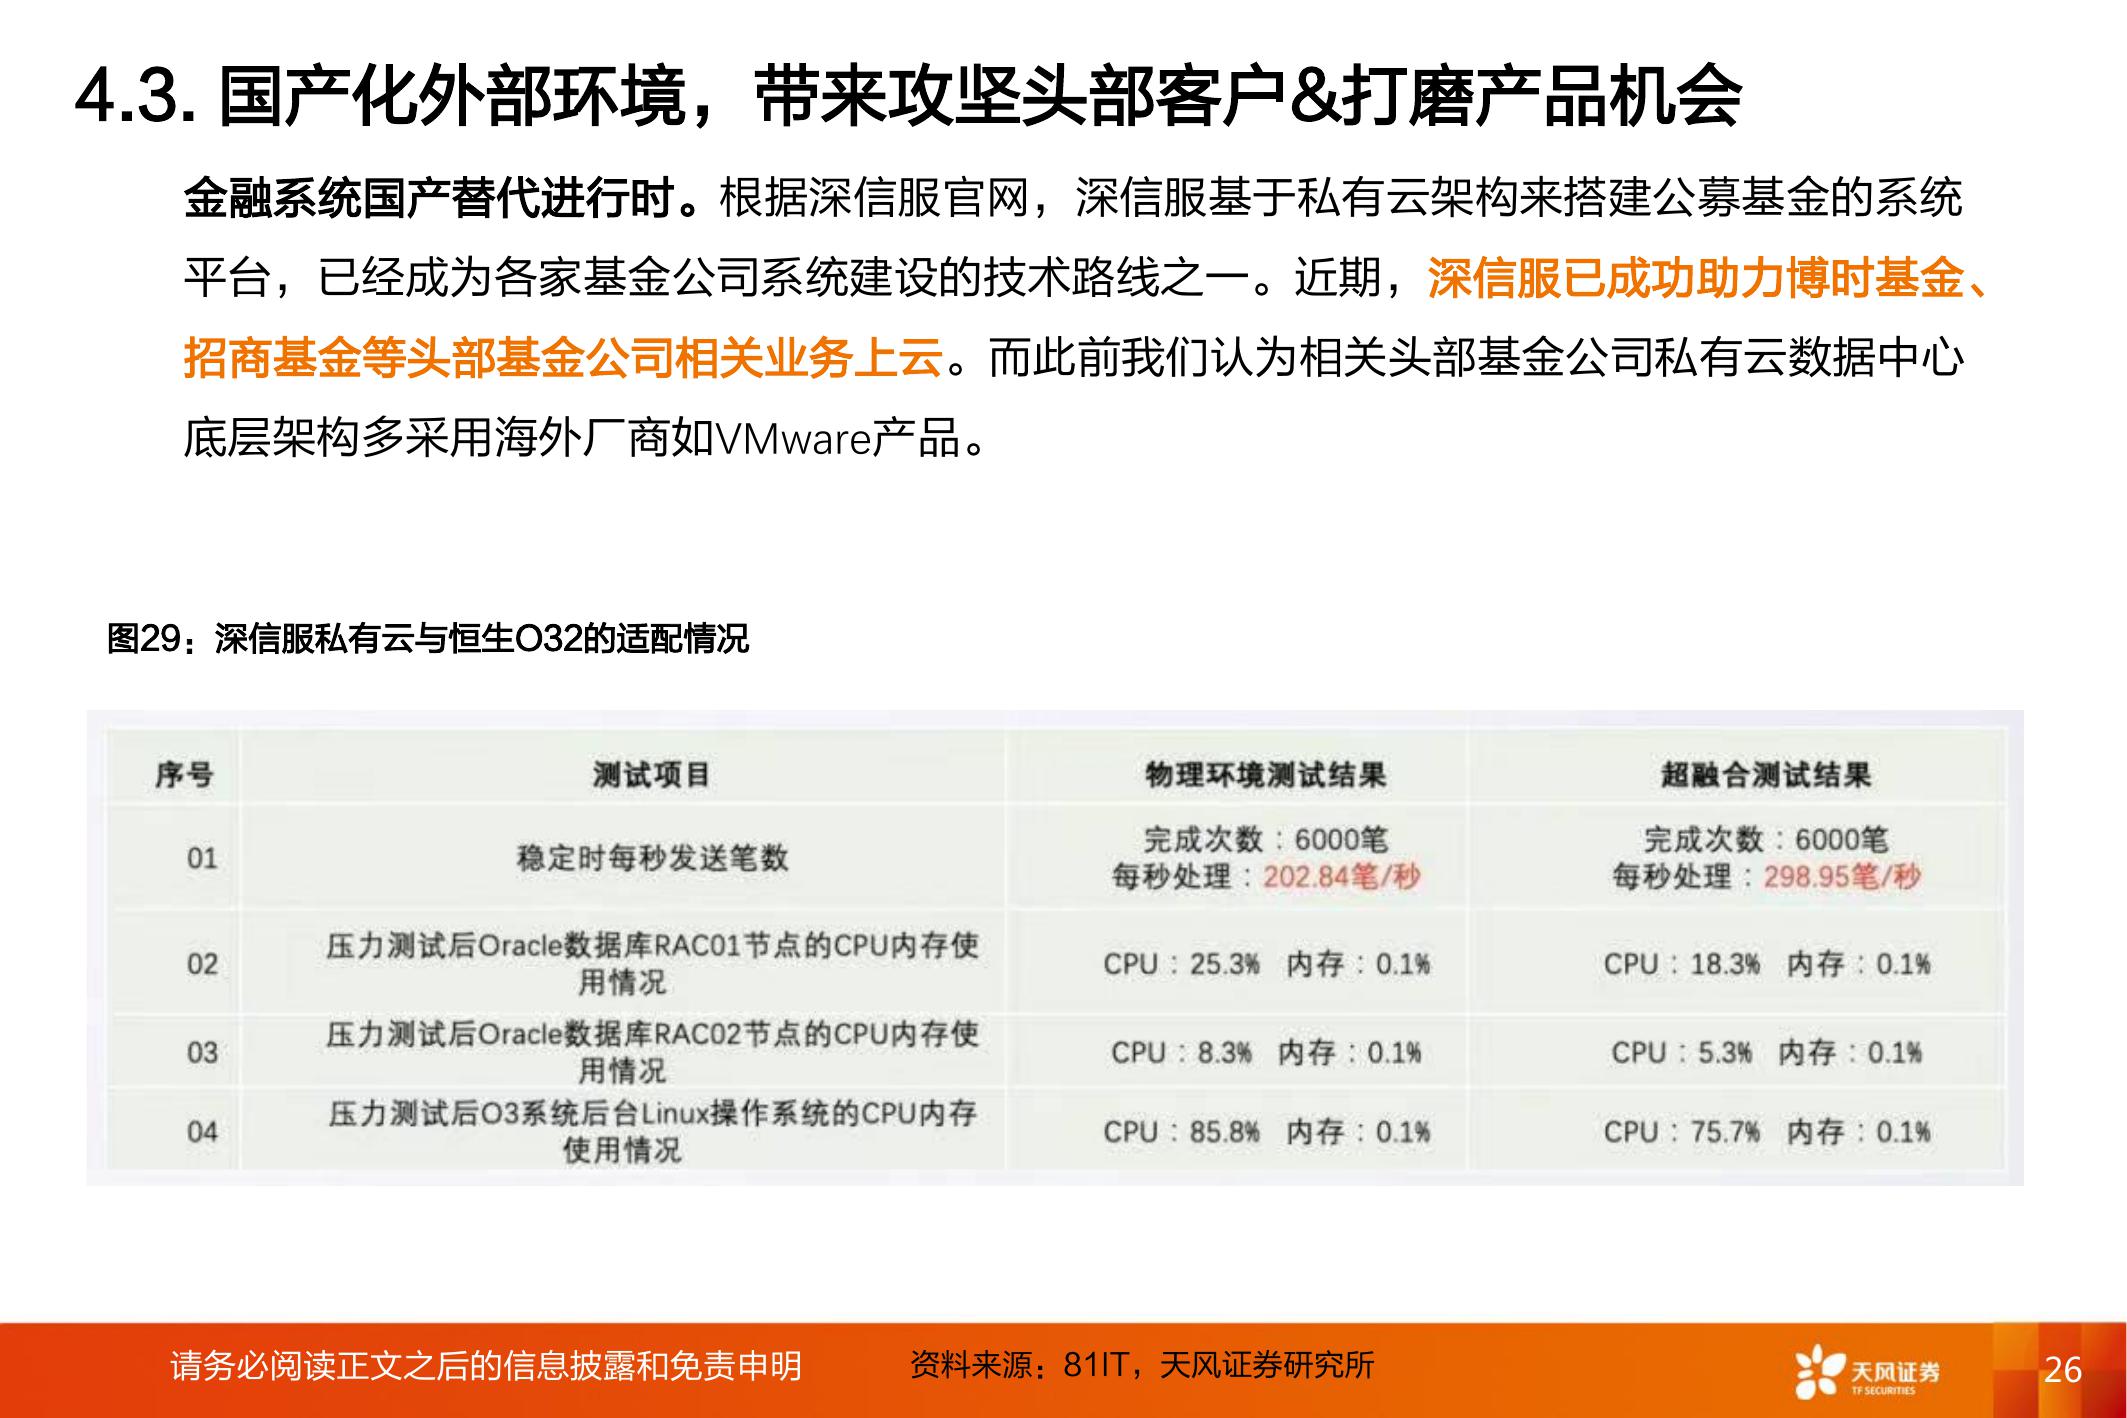 4.3. 国产化外部环境，带来攻坚头部客户&打磨产品机会
金融系统国产替代进行时。根据深信服官网，深信服基于私有云架构来搭建公募基金的系统
平台，已经成为各家基金公司系统建设的技术路线之一。近期，深信服已成功助力博时基金、
招商基金等头部基金公司相关业务上云。而此前我们认为相关头部基金公司私有云数据中心
底层架构多采用海外厂商如VMware产品。
图29：深信服私有云与恒生O32的适配情况
序号 测试项目 物理环境测试结果 超融合测试结果
01 稳定时每秒发送笔数 完成次数：6000笔 完成次数：6000笔
每秒处理：202.84笔/秒 每秒处理：298.95笔/秒
02 压力测试后Oracle数据库RAC01节点的CPU内存使 CPU：25.3% 内存：0.1% CPU：18.3% 内存：0.1%
用情况
03 压力测试后Oracle数据库RAC02节点的CPU内存使 CPU：8.3% 内存：0.1% CPU：5.3% 内存：0.1%
用情况
04 压力测试后O3系统后台Linux操作系统的CPU内存 CPU：85.8% 内存：0.1% CPU：75.7% 内存：0.1%
使用情况
请务必阅读正文之后的信息披露和免责申明 资料来源：81IT，天风证券研究所
天风证券
TF SECURITIES
26